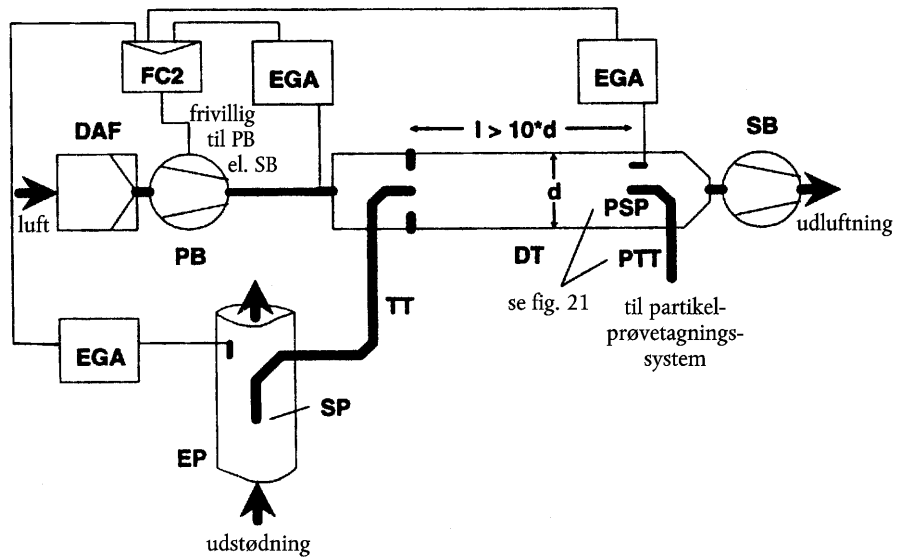 FC2
EGA
EGA
frivillig
til PB
el. SB
DAF
l > 10*d
SB
luft
d
PSP
udluftning
PB
DT
PTT
se fig. 21
til partikel-
prøvetagnings-
system
TT
EGA
SP
EP
udstødning